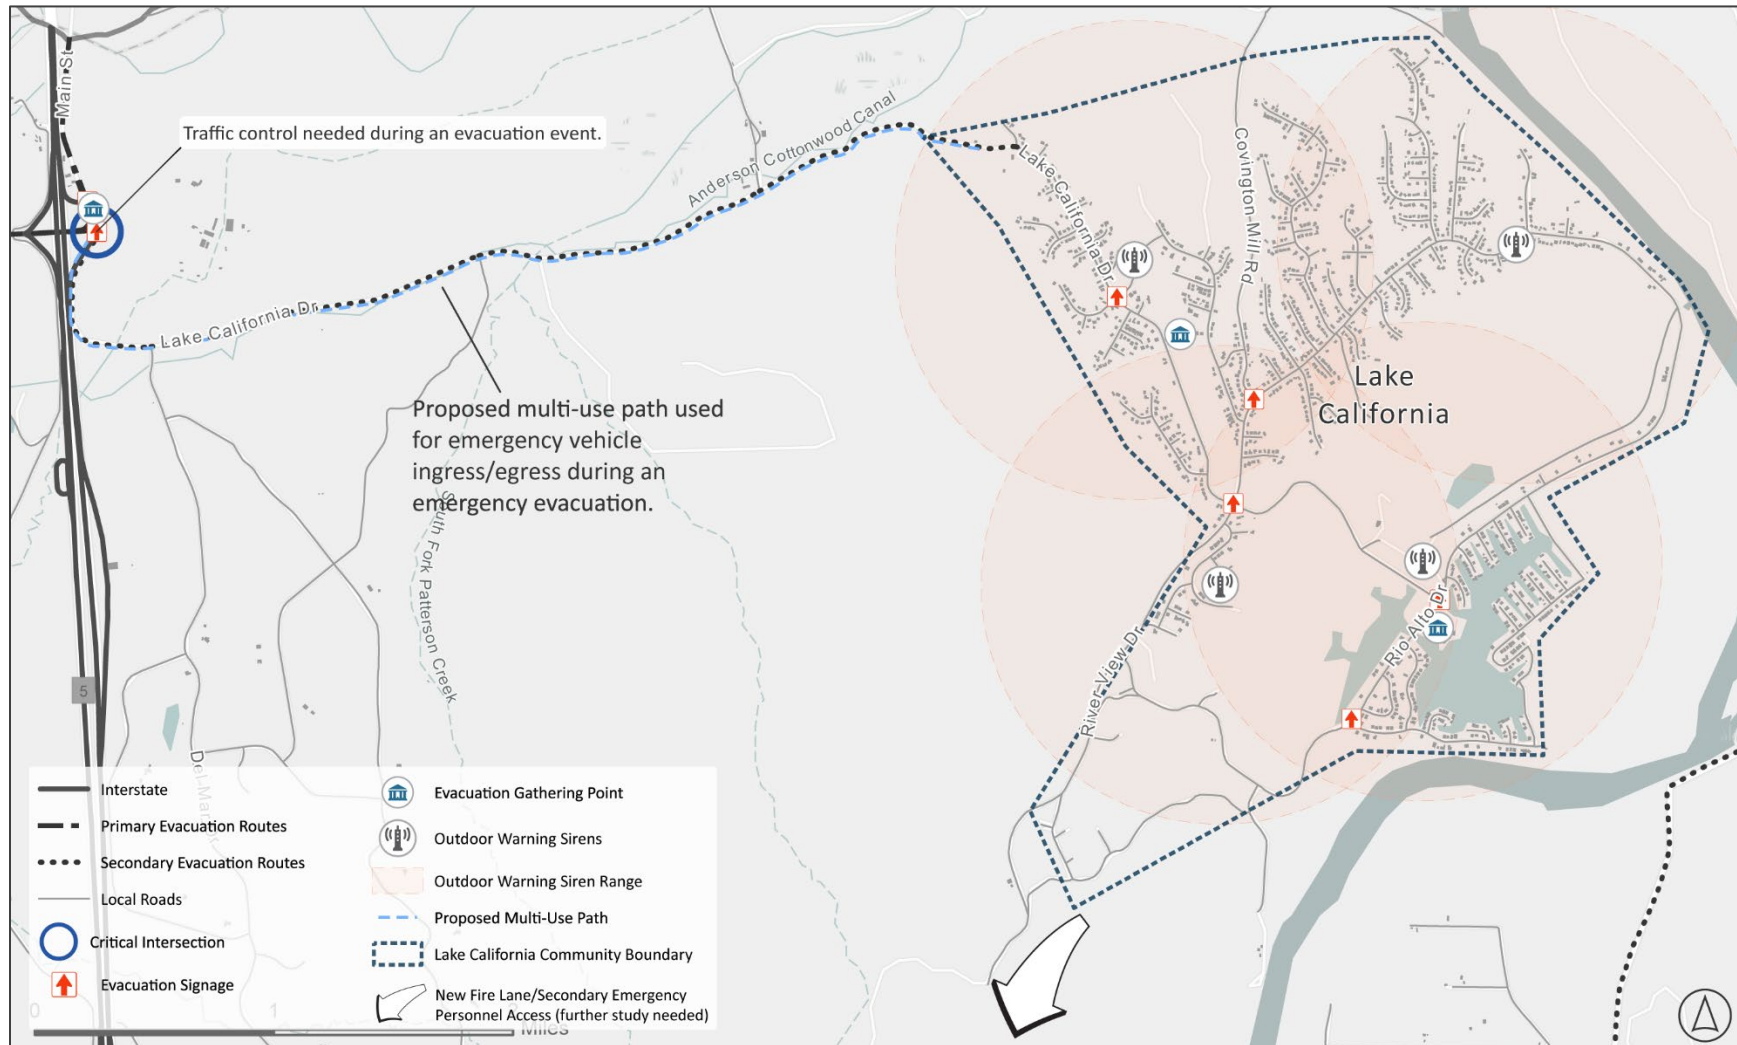 Main St
Traffic control needed during an evacuation event.
Anderson Cottonwood Canal
Lake California Dr
Covington Mill Rd
Lake California Dr
Proposed multi-use path used
for emergency vehicle
ingress/egress during an
emergency evacuation.
Lake
California
South Fork Patterson Creek
River View Dr
Rio Alto Dr
5
Del Mar Dr
Interstate
Primary Evacuation Routes
Secondary Evacuation Routes
Local Roads
Critical Intersection
Evacuation Signage
Evacuation Gathering Point
Outdoor Warning Sirens
Outdoor Warning Siren Range
Proposed Multi-Use Path
Lake California Community Boundary
New Fire Lane/Secondary Emergency
Personnel Access (further study needed)
0 1 2
Miles